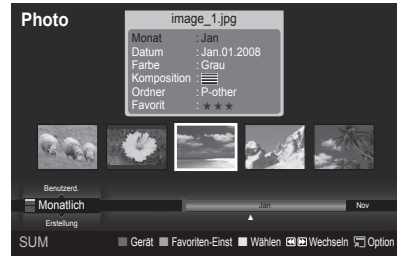 Photo
image_1.jpg
Monat : Jan
Datum : Jan.01.2008
Farbe : Grau
Komposition :
Ordner : P-other
Favorit : ★★★
Benutzerd.
Monatlich
Jan Nov
Erstellung
SUM Gerät Favoriten-Einst Wählen Wechseln Option